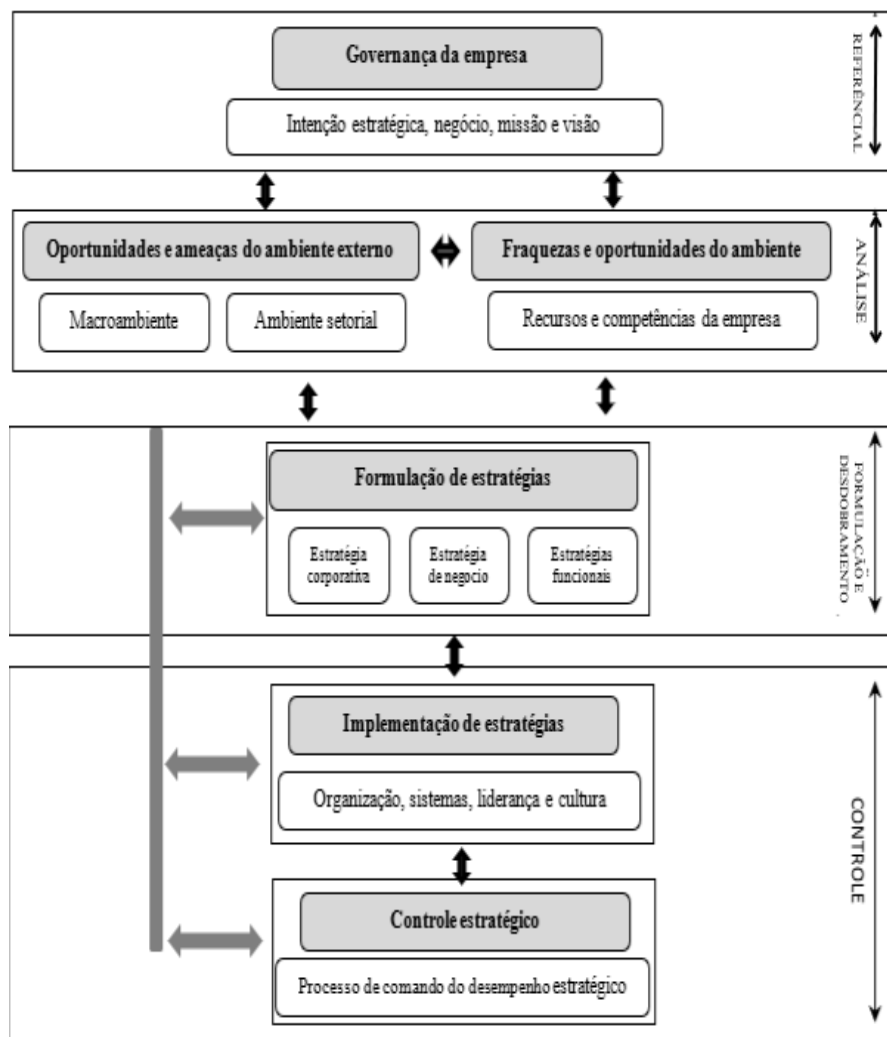 Governança da empresa
Intenção estratégica, negócio, missão e visão
REFERÊNCIAL
Oportunidades e ameaças do ambiente externo
Fraquezas e oportunidades do ambiente
Macroambiente
Ambiente setorial
Recursos e competências da empresa
ANÁLISE
Formulação de estratégias
Estratégia
corporativa
Estratégia
de negocio
Estratégias
funcionais
FORMULAÇÃO E
DESDOBRAMENTO
Implementação de estratégias
Organização, sistemas, liderança e cultura
CONTROLE
Controle estratégico
Processo de comando do desempenho estratégico